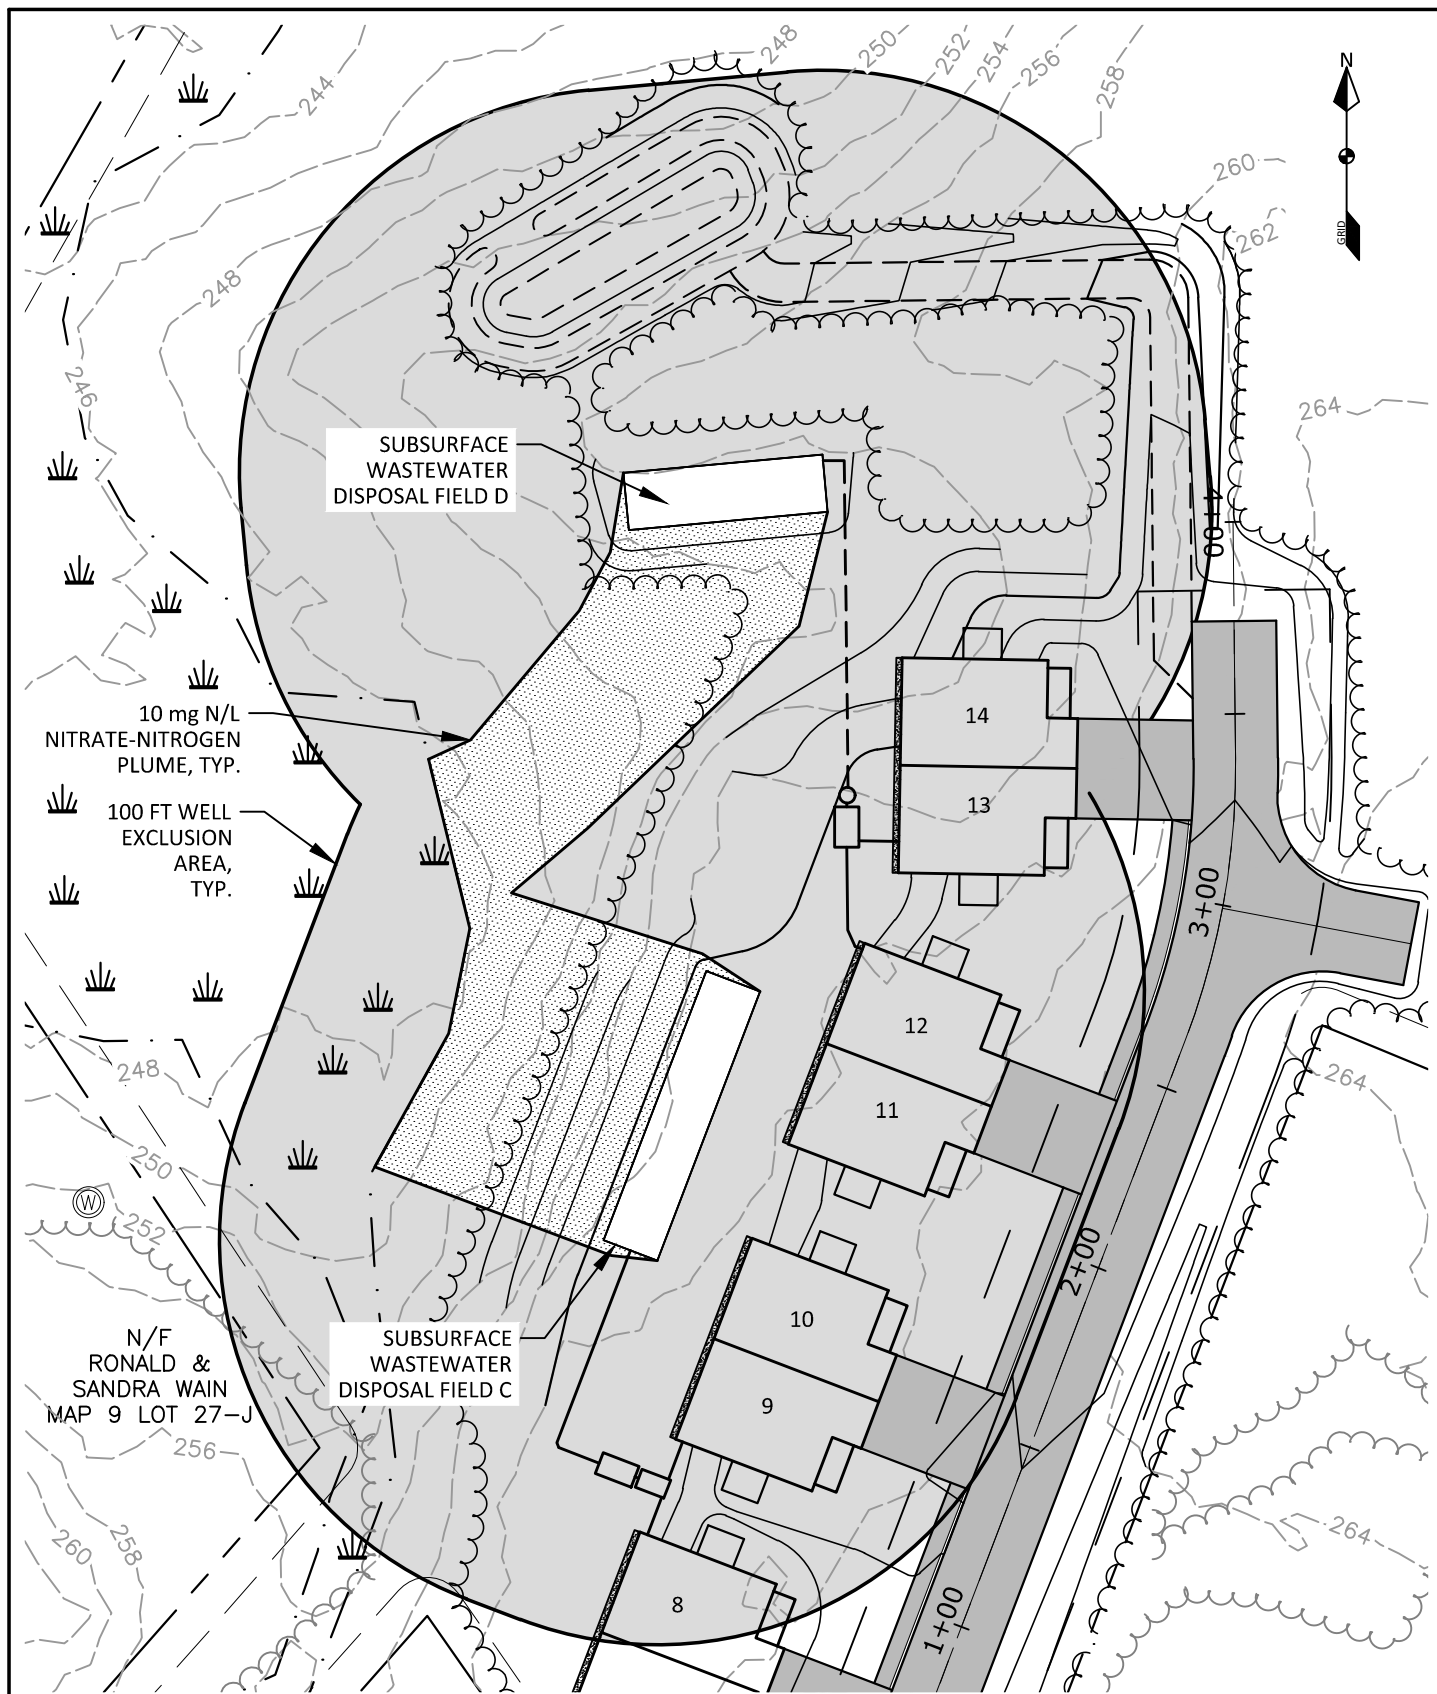 248
250
252
254
256
258
244
N
GRID
260
262
248
246
264
SUBSURFACE
WASTEWATER
DISPOSAL FIELD D
4+00
10 mg N/L
NITRATE-NITROGEN
PLUME, TYP.
14
13
100 FT WELL
EXCLUSION
AREA,
TYP.
3+00
12
11
248
264
250
W
252
2+00
10
9
SUBSURFACE
WASTEWATER
DISPOSAL FIELD C
N/F
RONALD &
SANDRA WAIN
MAP 9 LOT 27-J
256
258
260
264
8
1+00